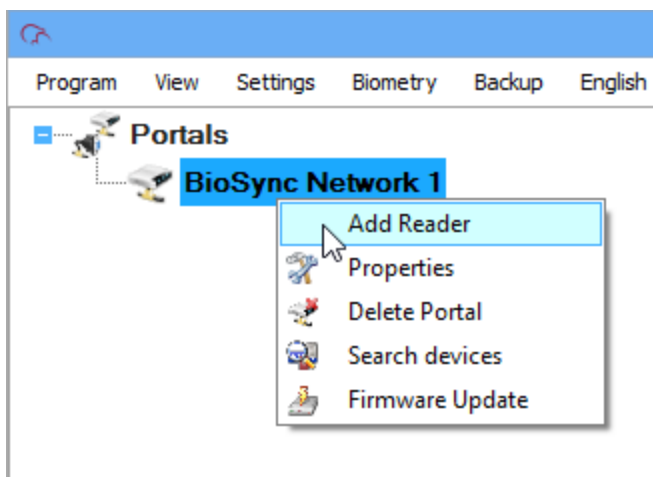 Program View Settings Biometry Backup English
Portals
BioSync Network 1
Add Reader
Properties
Delete Portal
Search devices
Firmware Update